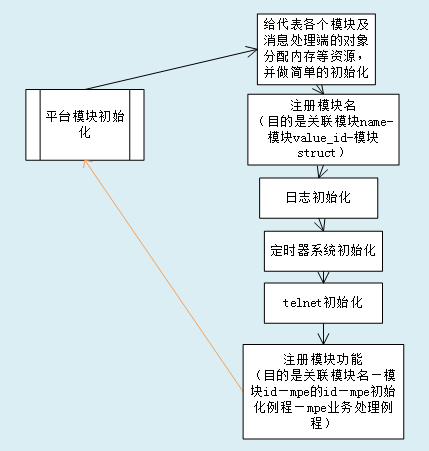 给代表各个模块及
消息处理端的对象
分配内存等资源，
并做简单的初始化
平台模块初始
化
注册模块名
（目的是关联模块name-
模块value_id-模块
struct）
日志初始化
定时器系统初始化
telnet初始化
注册模块功能
（目的是关联模块名－模
块id－mpe的id－mpe初始
化例程－mpe业务处理例
程）